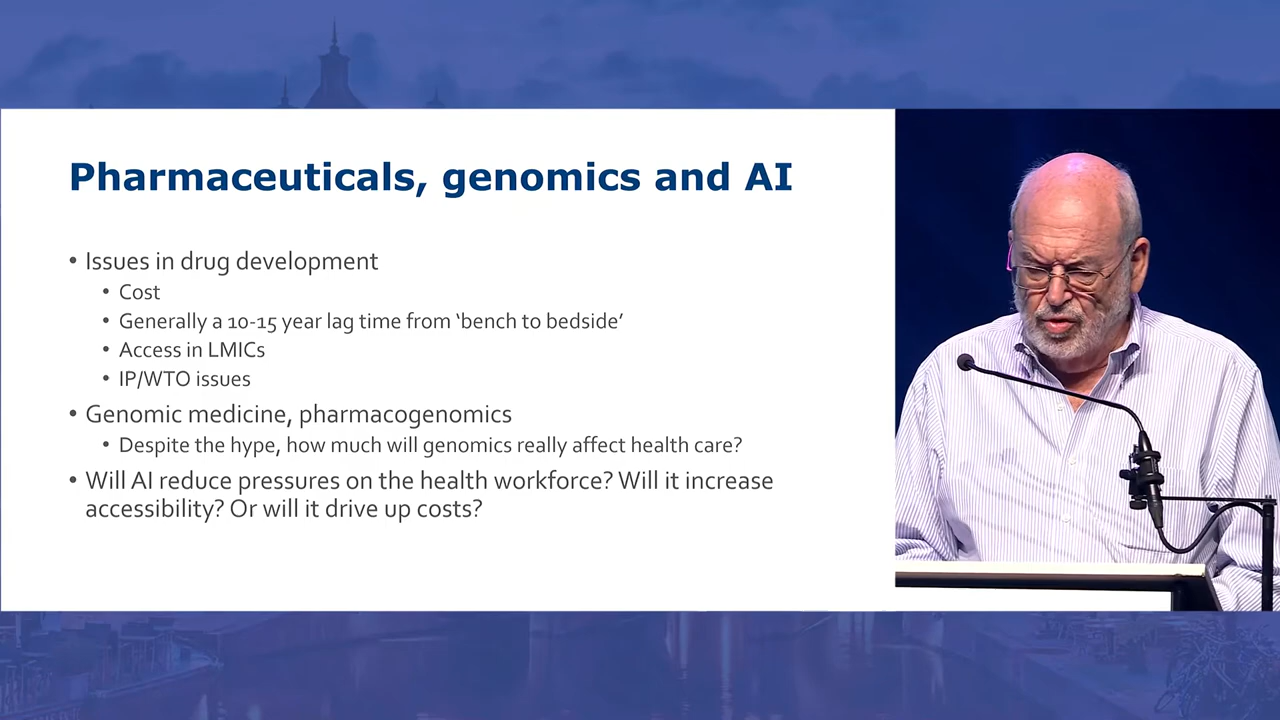 Pharmaceuticals, genomics and AI
• Issues in drug development
• Cost
• Generally a 10-15 year lag time from ‘bench to bedside’
• Access in LMICs
• IP/WTO issues
• Genomic medicine, pharmacogenomics
• Despite the hype, how much will genomics really affect health care?
• Will AI reduce pressures on the health workforce? Will it increase
accessibility? Or will it drive up costs?